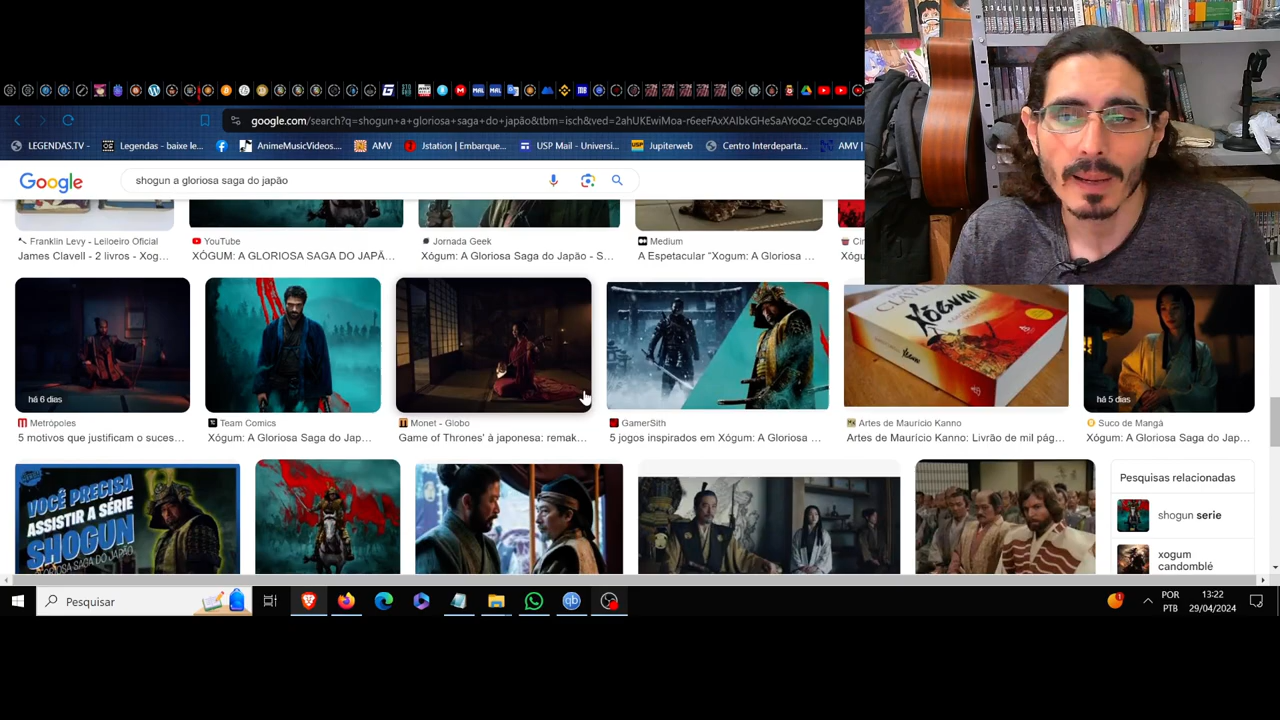 google.com/search?q=shogun+a+gloriosa+saga+do+japão&tbm=isch&ved=2ahUKEwiMoa-r6eeFAxXAIbkGHeSaAYoQ2-cCegQIABA
LEGENDAS.TV - Legendas - baixe le... AnimeMusicVideos.... AMV Jstation | Embarque... USP Mail - Universi... Jupiterweb Centro Interdeparta... AMV |
Google shogun a gloriosa saga do japão
Franklin Levy - Leiloeiro Oficial
James Clavell - 2 livros - Xog...
YouTube
XÓGUM: A GLORIOSA SAGA DO JAPÃ...
Jornada Geek
Xógum: A Gloriosa Saga do Japão - S...
Medium
A Espetacular “Xogum: A Gloriosa ...
há 6 dias
Metrópoles
5 motivos que justificam o suces...
Team Comics
Xógum: A Gloriosa Saga do Jap...
Monet - Globo
Game of Thrones' à japonesa: remak...
GamerSith
5 jogos inspirados em Xógum: A Gloriosa ...
XÓGUM
Artes de Maurício Kanno
Artes de Maurício Kanno: Livrão de mil pág...
há 5 dias
Suco de Mangá
Xógum: A Gloriosa Saga do Jap...
VOCÊ PRECISA
ASSISTIR A SÉRIE
SHOGUN
A GLORIOSA SAGA DO JAPÃO
Pesquisas relacionadas
shogun serie
xogum
candomblé
Pesquisar
POR
PTB
13:22
29/04/2024